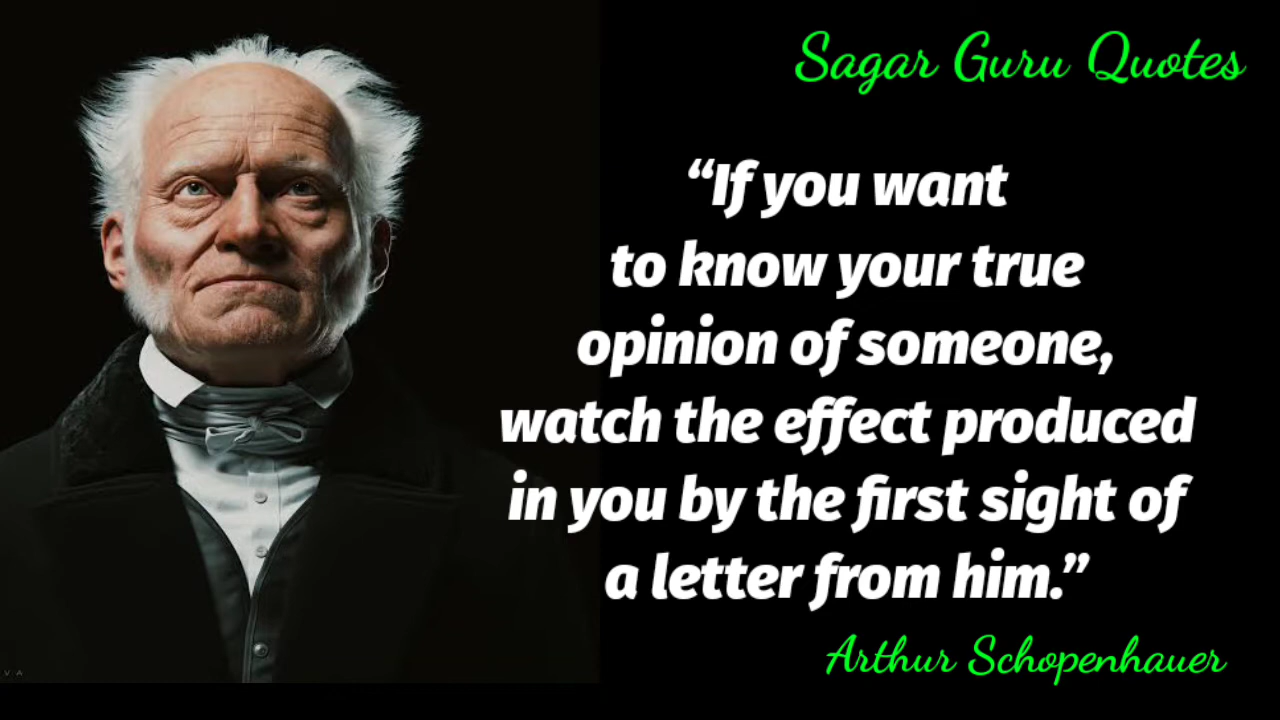 Sagar Guru Quotes
“If you want
to know your true
opinion of someone,
watch the effect produced
in you by the first sight of
a letter from him.”
Arthur Schopenhauer
V A